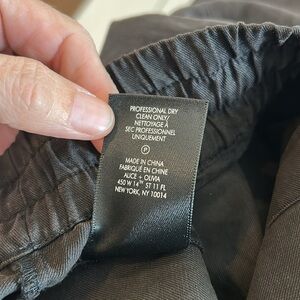 PROFESSIONAL DRY
CLEAN ONLY/
NETTOYAGE À
SEC PROFESSIONNEL
UNIQUEMENT
P
MADE IN CHINA
FABRIQUÉ EN CHINE
ALICE + OLIVIA
450 W 14TH ST 11 FL
NEW YORK, NY 10014